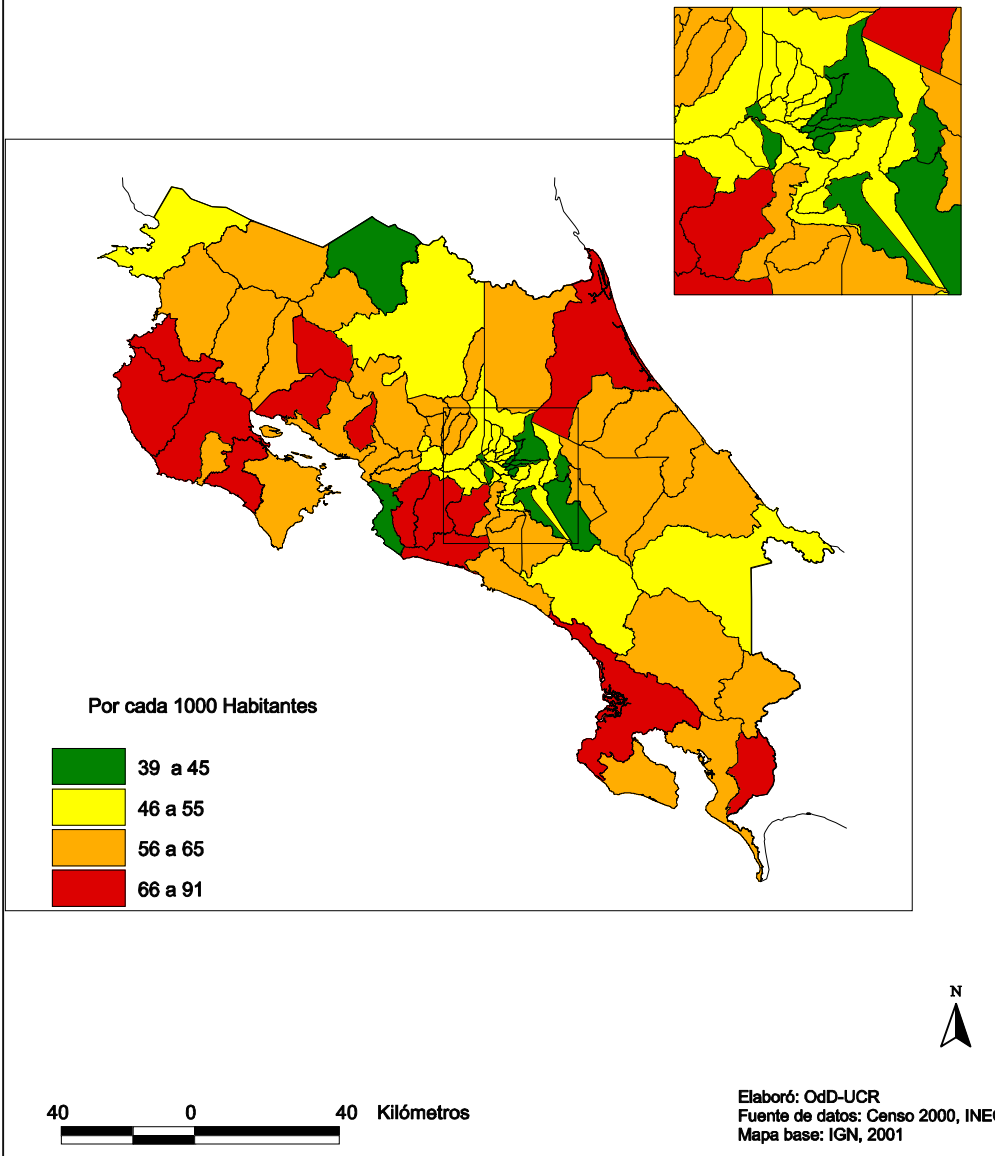 Por cada 1000 Habitantes
39 a 45
46 a 55
56 a 65
66 a 91
N
40 0 40 Kilómetros
Elaboró: OdD-UCR
Fuente de datos: Censo 2000, INEC
Mapa base: IGN, 2001